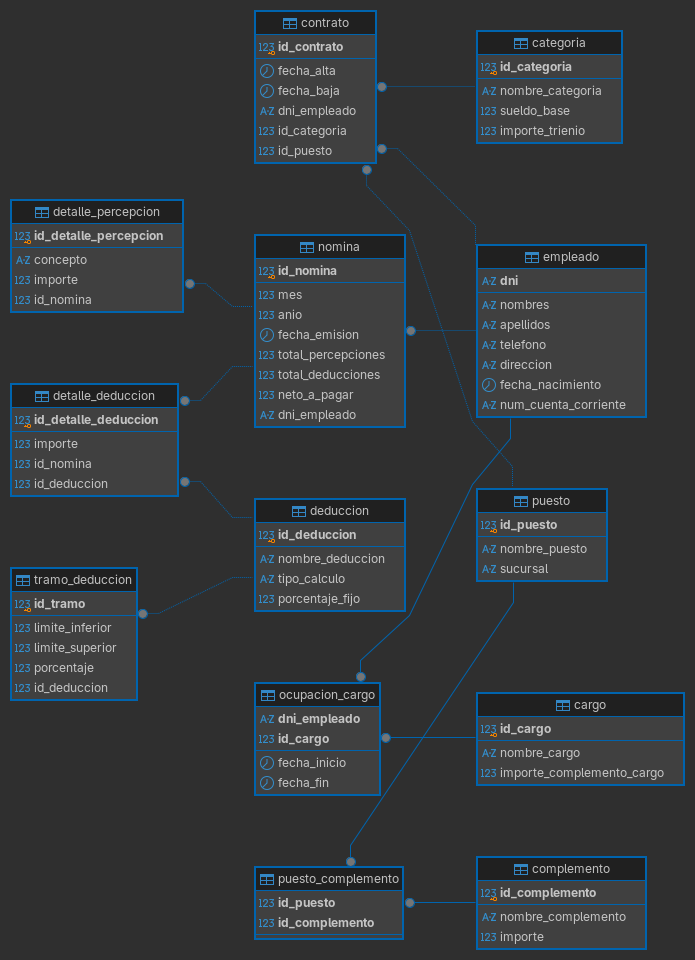 contrato
123 id_contrato
fecha_alta
fecha_baja
A-Z dni_empleado
123 id_categoria
123 id_puesto
categoria
123 id_categoria
A-Z nombre_categoria
123 sueldo_base
123 importe_trienio
detalle_percepcion
123 id_detalle_percepcion
A-Z concepto
123 importe
123 id_nomina
nomina
123 id_nomina
123 mes
123 anio
fecha_emision
123 total_percepciones
123 total_deducciones
123 neto_a_pagar
A-Z dni_empleado
empleado
A-Z dni
A-Z nombres
A-Z apellidos
A-Z telefono
A-Z direccion
fecha_nacimiento
A-Z num_cuenta_corriente
detalle_deduccion
123 id_detalle_deduccion
123 importe
123 id_nomina
123 id_deduccion
deduccion
123 id_deduccion
A-Z nombre_deduccion
A-Z tipo_calculo
123 porcentaje_fijo
puesto
123 id_puesto
A-Z nombre_puesto
A-Z sucursal
tramo_deduccion
123 id_tramo
123 limite_inferior
123 limite_superior
123 porcentaje
123 id_deduccion
ocupacion_cargo
A-Z dni_empleado
123 id_cargo
fecha_inicio
fecha_fin
cargo
123 id_cargo
A-Z nombre_cargo
123 importe_complemento_cargo
puesto_complemento
123 id_puesto
123 id_complemento
complemento
123 id_complemento
A-Z nombre_complemento
123 importe